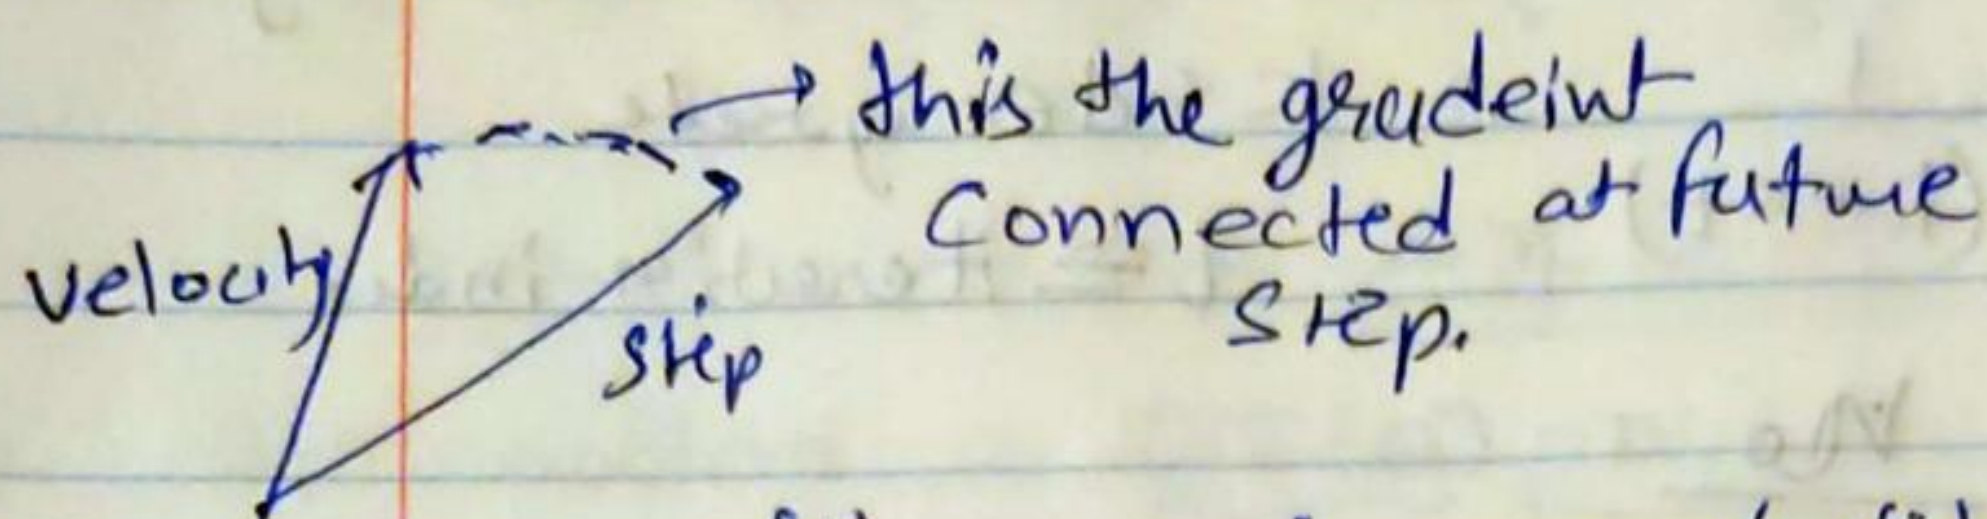 this the gradeint
Connected at future
step.
velocity
step